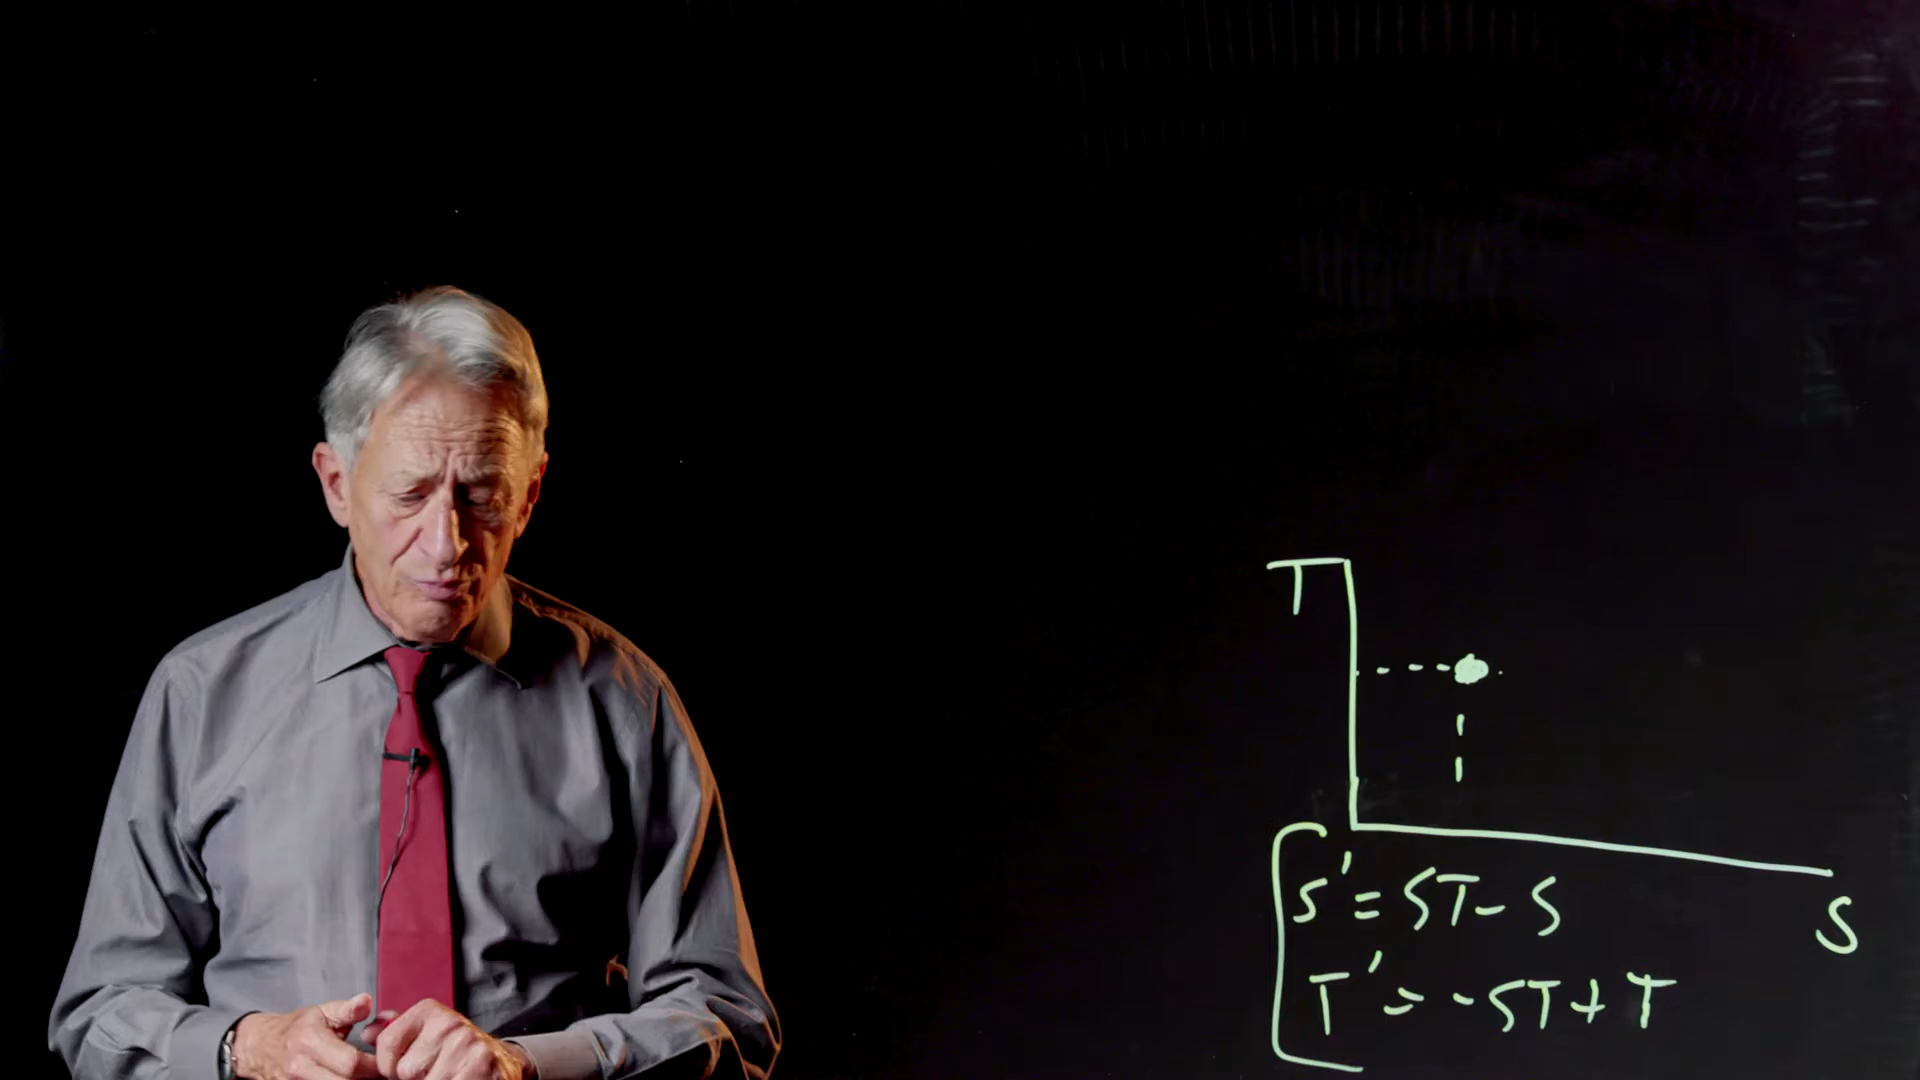 T
S
S' = ST - S
T' = -ST + T